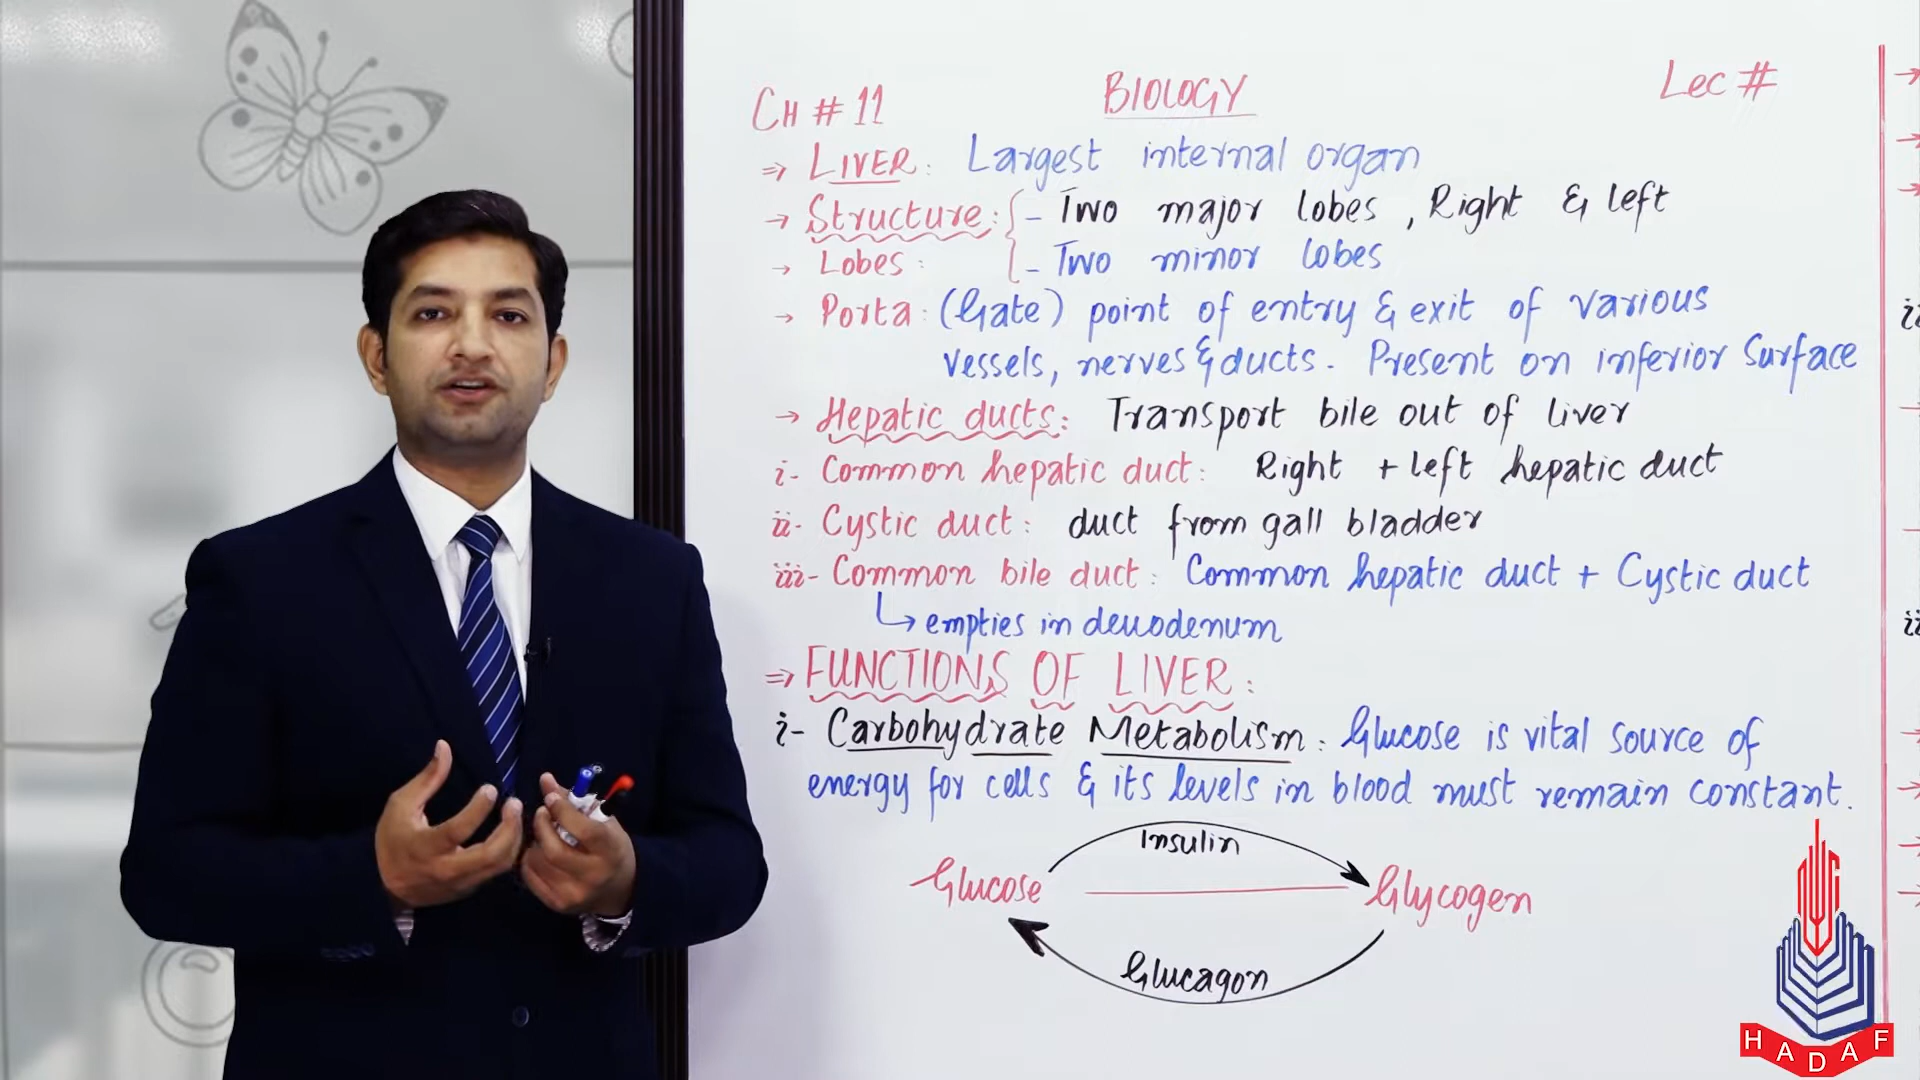 CH # 11
BIOLOGY
Lec #
⇒ LIVER: Largest internal organ
→ Structure: - Two major lobes, Right & left
→ Lobes: - Two minor lobes
→ Porta: (Gate) point of entry & exit of various
vessels, nerves & ducts. Present on inferior Surface
→ Hepatic ducts: Transport bile out of liver
i- Common hepatic duct: Right + left hepatic duct
ii- Cystic duct: duct from gall bladder
iii- Common bile duct: Common hepatic duct + Cystic duct
↳ empties in deuodenum
⇒ FUNCTIONS OF LIVER:
i- Carbohydrate Metabolism: Glucose is vital source of
energy for cells & its levels in blood must remain constant.
Insulin
Glucose
Glycogen
Glucagon
HADAF